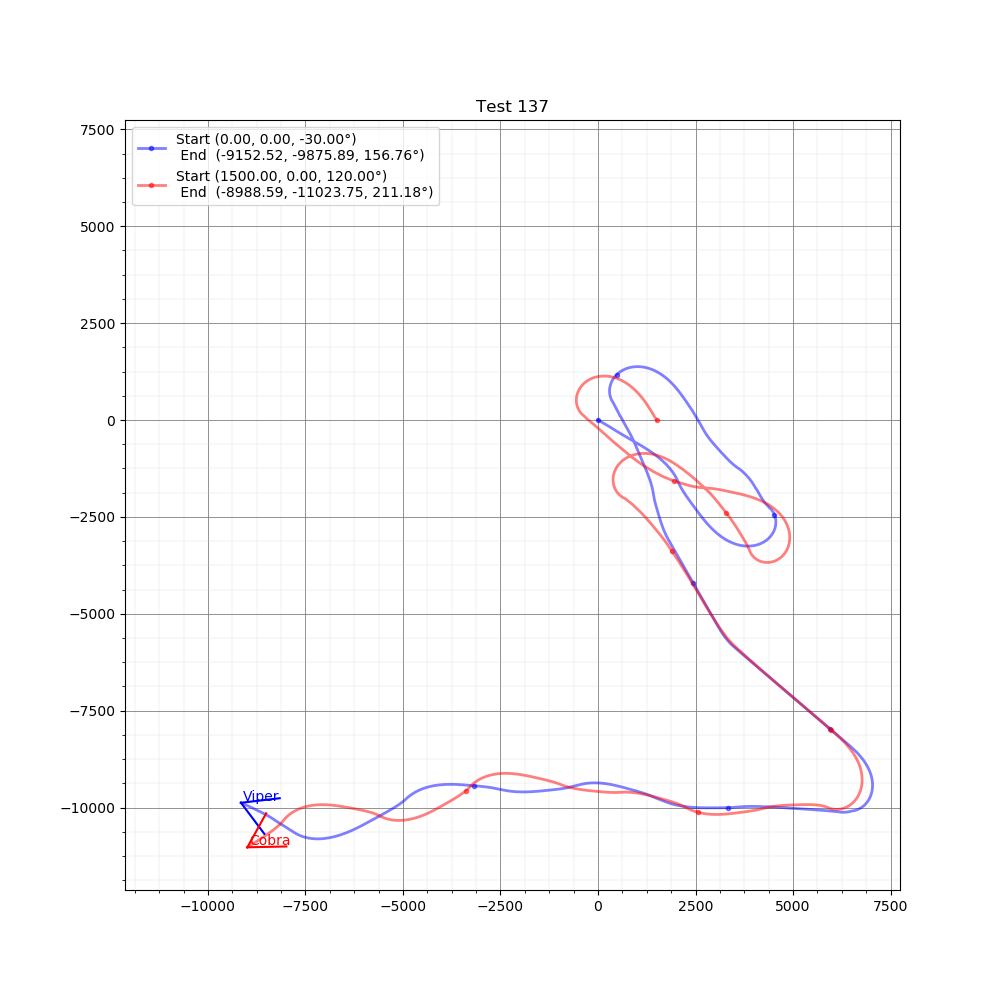 Test 137
Start (0.00, 0.00, -30.00°)
End (-9152.52, -9875.89, 156.76°)
Start (1500.00, 0.00, 120.00°)
End (-8988.59, -11023.75, 211.18°)
7500
5000
2500
0
−2500
−5000
−7500
−10000
Viper
Cobra
−10000 −7500 −5000 −2500 0 2500 5000 7500